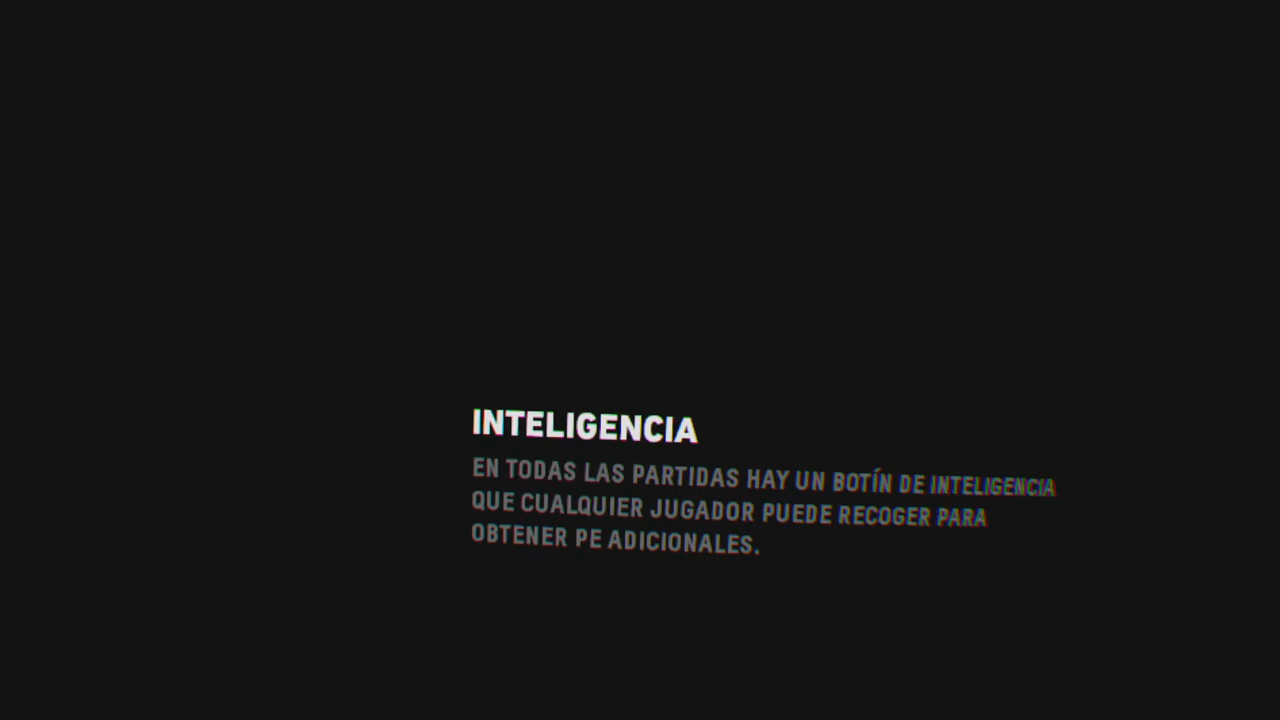 INTELIGENCIA
EN TODAS LAS PARTIDAS HAY UN BOTÍN DE INTELIGENCIA
QUE CUALQUIER JUGADOR PUEDE RECOGER PARA
OBTENER PE ADICIONALES.